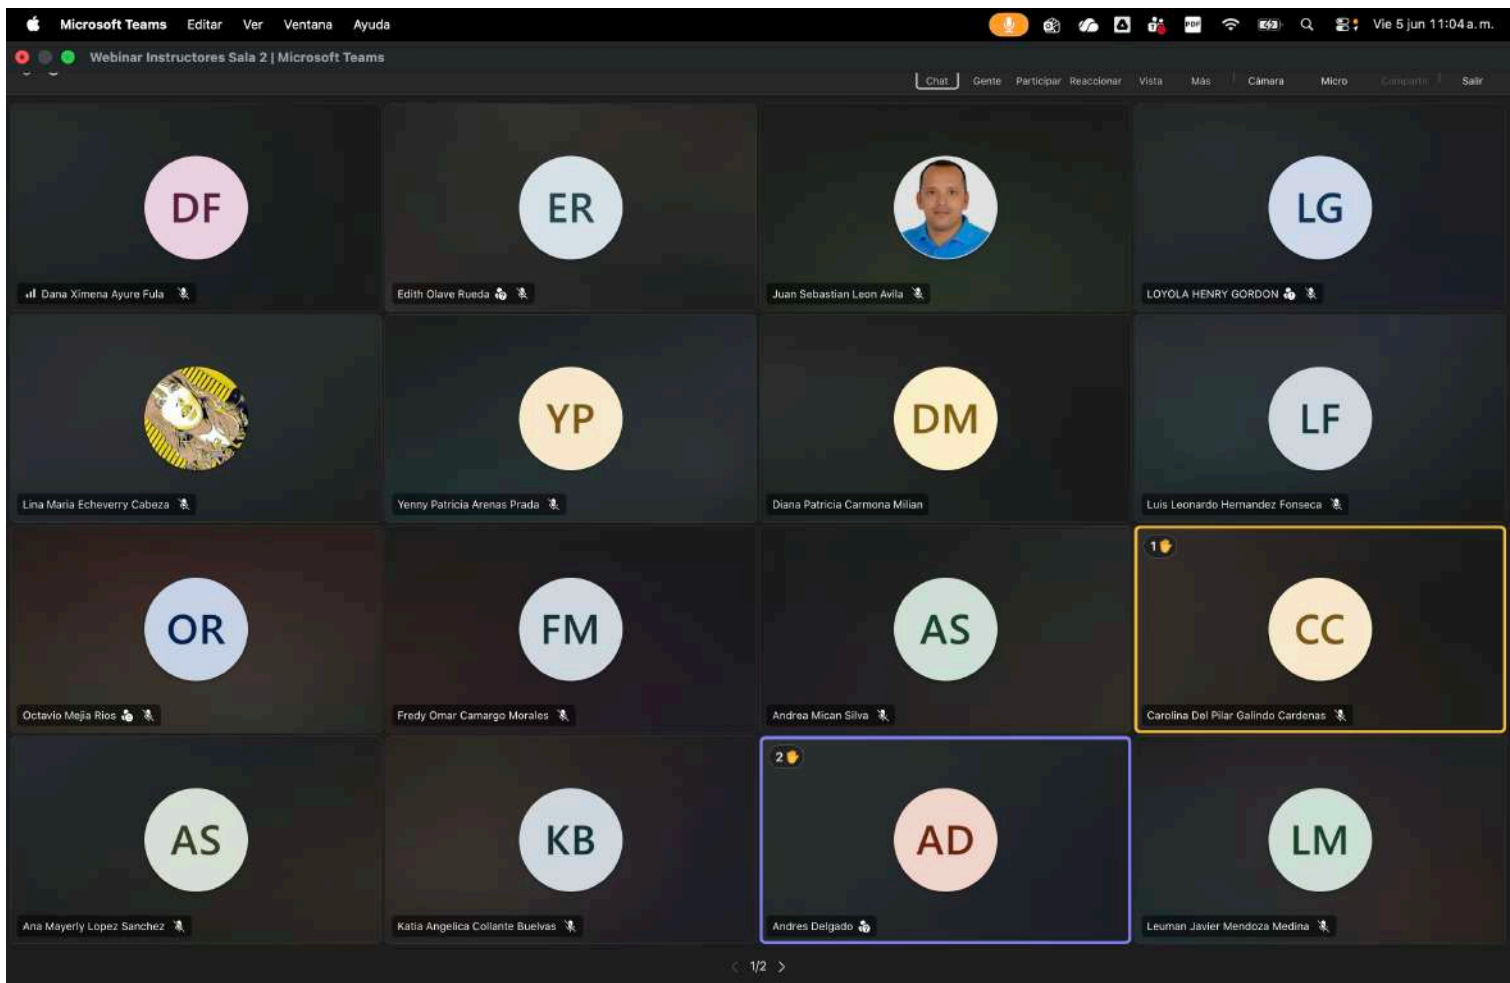 Microsoft Teams Editar Ver Ventana Ayuda PDF Vie 5 jun 11:04 a. m.
Webinar Instructores Sala 2 | Microsoft Teams
Chat Gente Participar Reaccionar Vista Más Cámara Micro Compartir Salir
DF ER LG
Dana Ximena Ayure Fula Edith Olave Rueda Juan Sebastian Leon Avila LOYOLA HENRY GORDON
YP DM LF
Lina Maria Echeverry Cabeza Yenny Patricia Arenas Prada Diana Patricia Carmona Milian Luis Leonardo Hernandez Fonseca
1
OR FM AS CC
Octavio Mejia Rios Fredy Omar Camargo Morales Andrea Mican Silva Carolina Del Pilar Galindo Cardenas
2
AS KB AD LM
Ana Mayerly Lopez Sanchez Katia Angelica Collante Buelvas Andres Delgado Leuman Javier Mendoza Medina
1/2